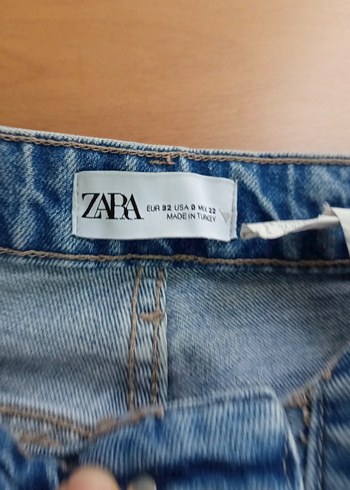 ZARA
EUR 32 USA 0 MEX 22
MADE IN TURKEY